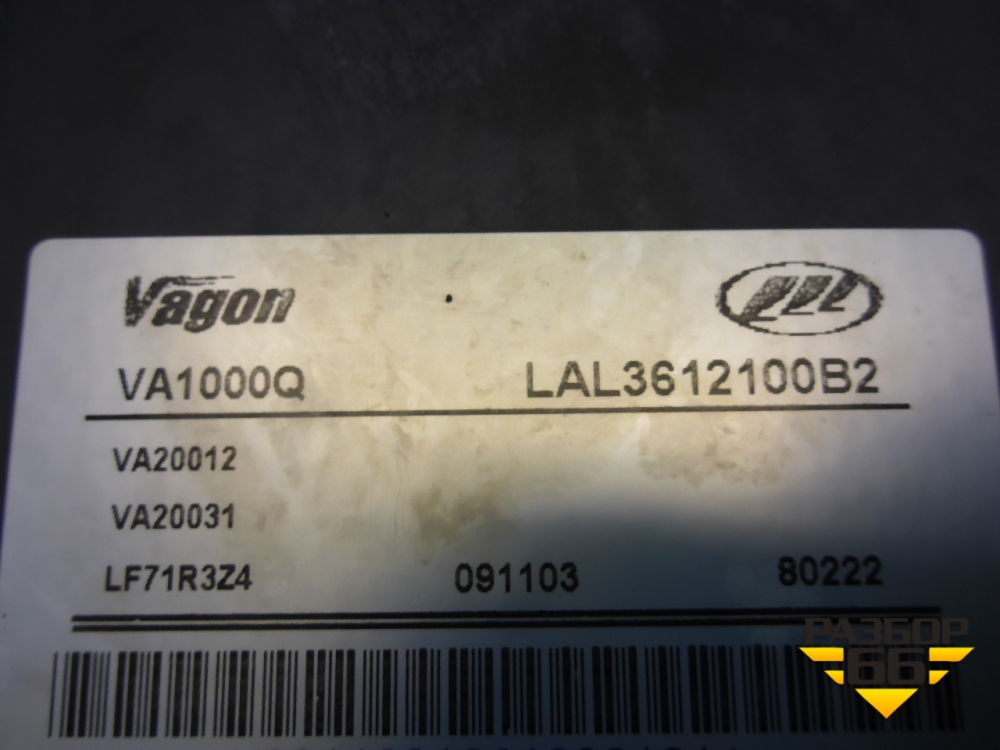 Vagon
VA1000Q LAL3612100B2
VA20012
VA20031
LF71R3Z4 091103 80222
РАЗБОР
66